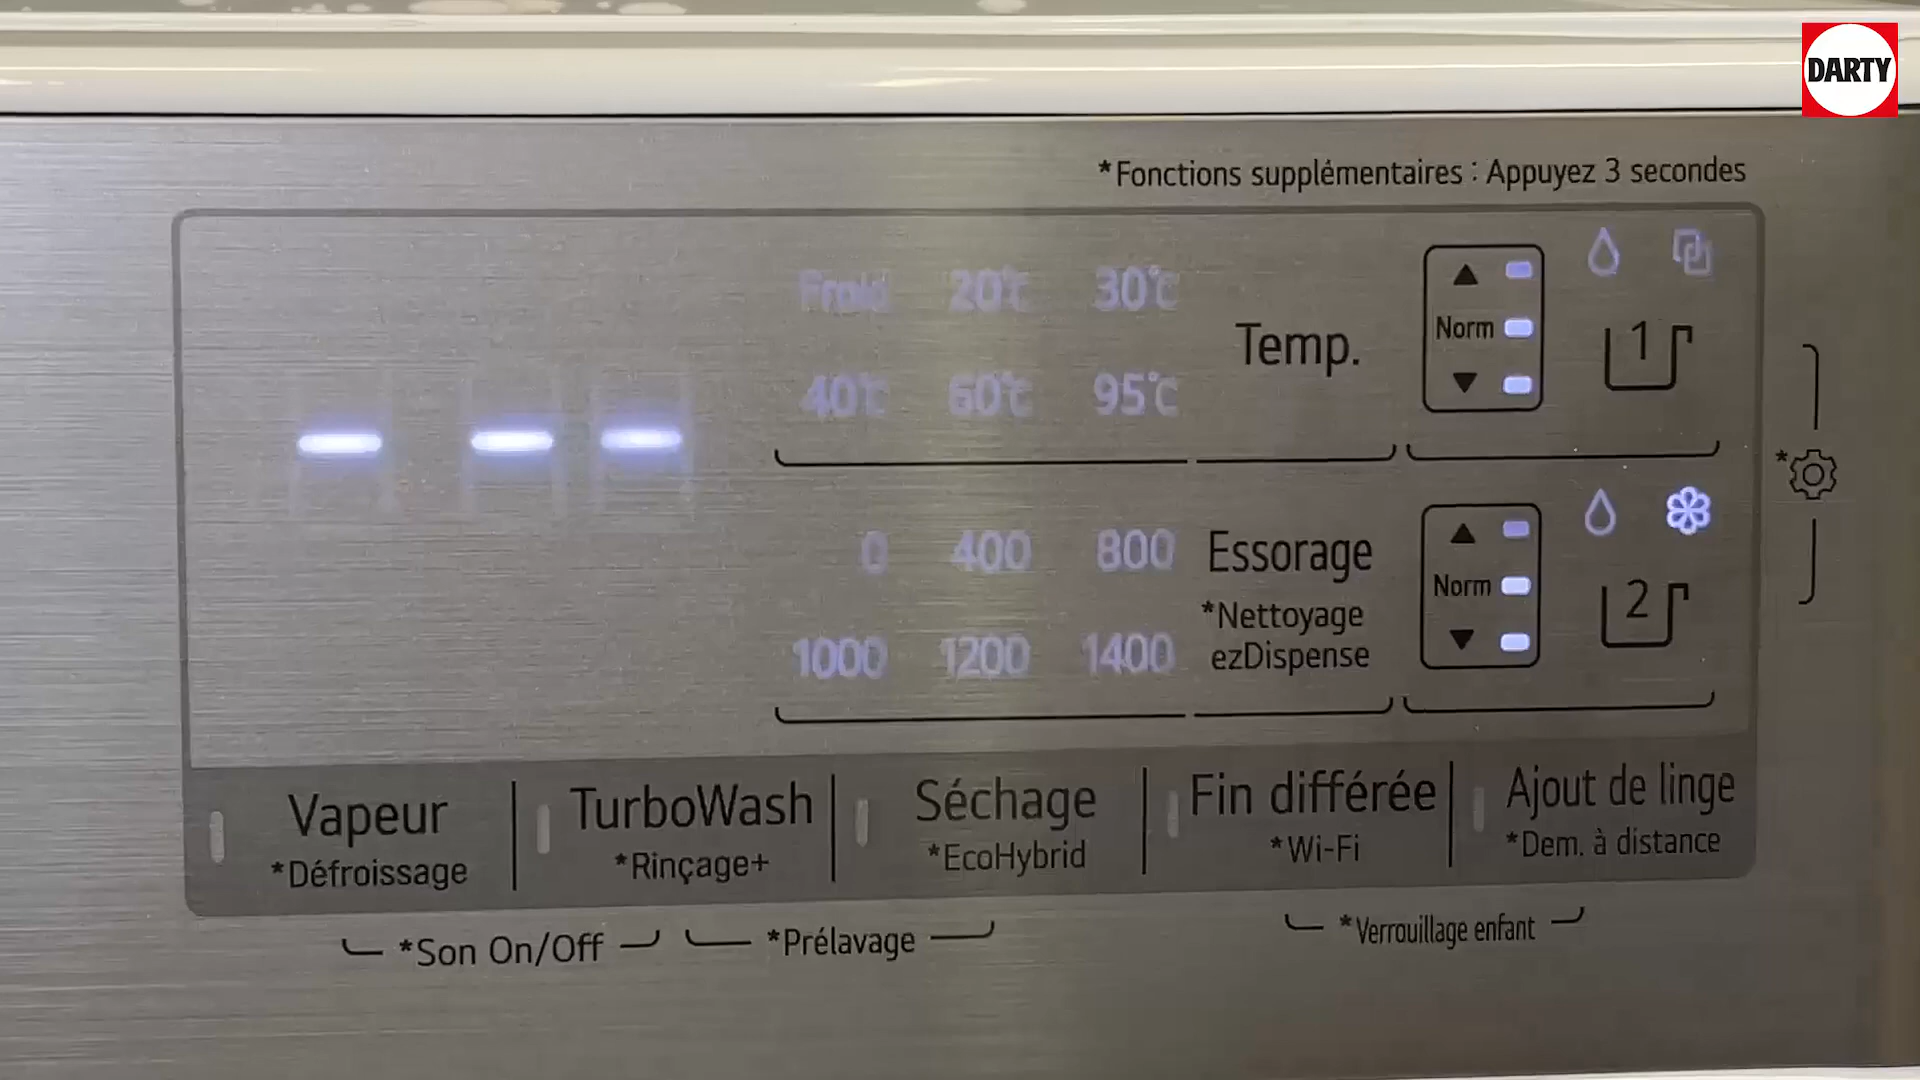 DARTY
*Fonctions supplémentaires : Appuyez 3 secondes
Froid 20°C 30°C
40°C 60°C 95°C
Temp.
Norm
1
0 400 800
1000 1200 1400
Essorage
*Nettoyage
ezDispense
Norm
2
*
Vapeur
*Défroissage
TurboWash
*Rinçage+
Séchage
*EcoHybrid
Fin différée
*Wi-Fi
Ajout de linge
*Dem. à distance
*Son On/Off
*Prélavage
*Verrouillage enfant